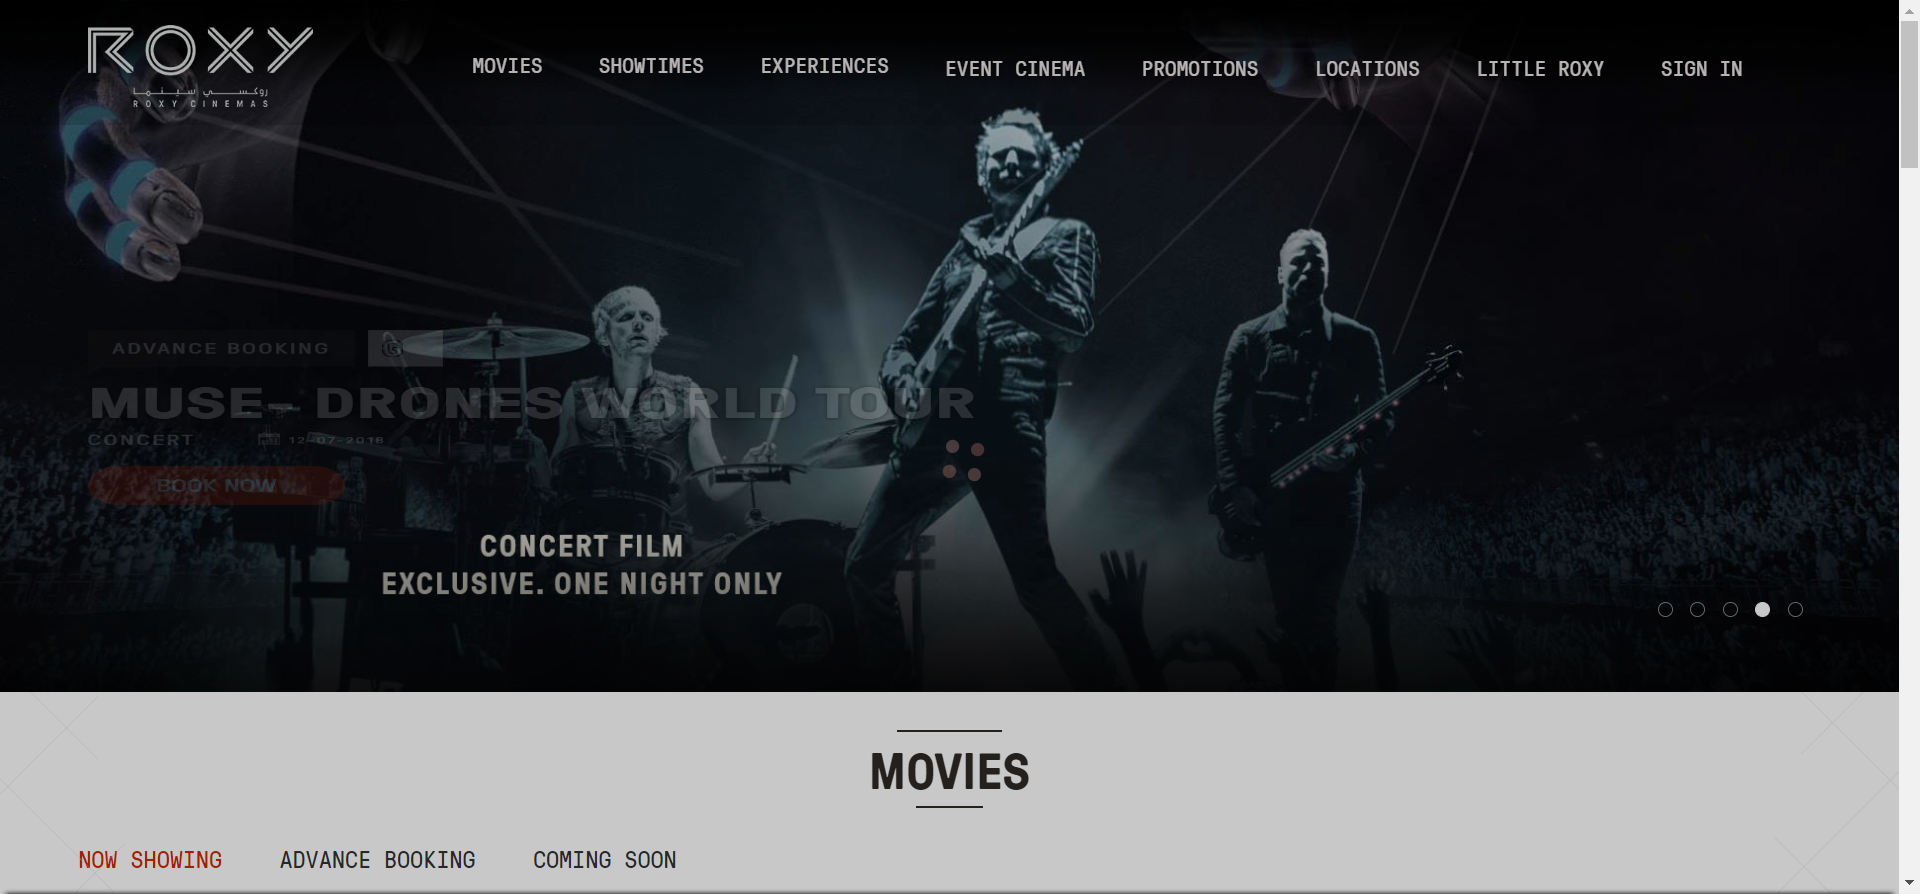 ROXY
روكسي سينما
ROXY CINEMAS
MOVIES
SHOWTIMES
EXPERIENCES
EVENT CINEMA
PROMOTIONS
LOCATIONS
LITTLE ROXY
SIGN IN
ADVANCE BOOKING
MUSE- DRONES WORLD TOUR
CONCERT
12-07-2018
BOOK NOW
CONCERT FILM
EXCLUSIVE. ONE NIGHT ONLY
MOVIES
NOW SHOWING
ADVANCE BOOKING
COMING SOON